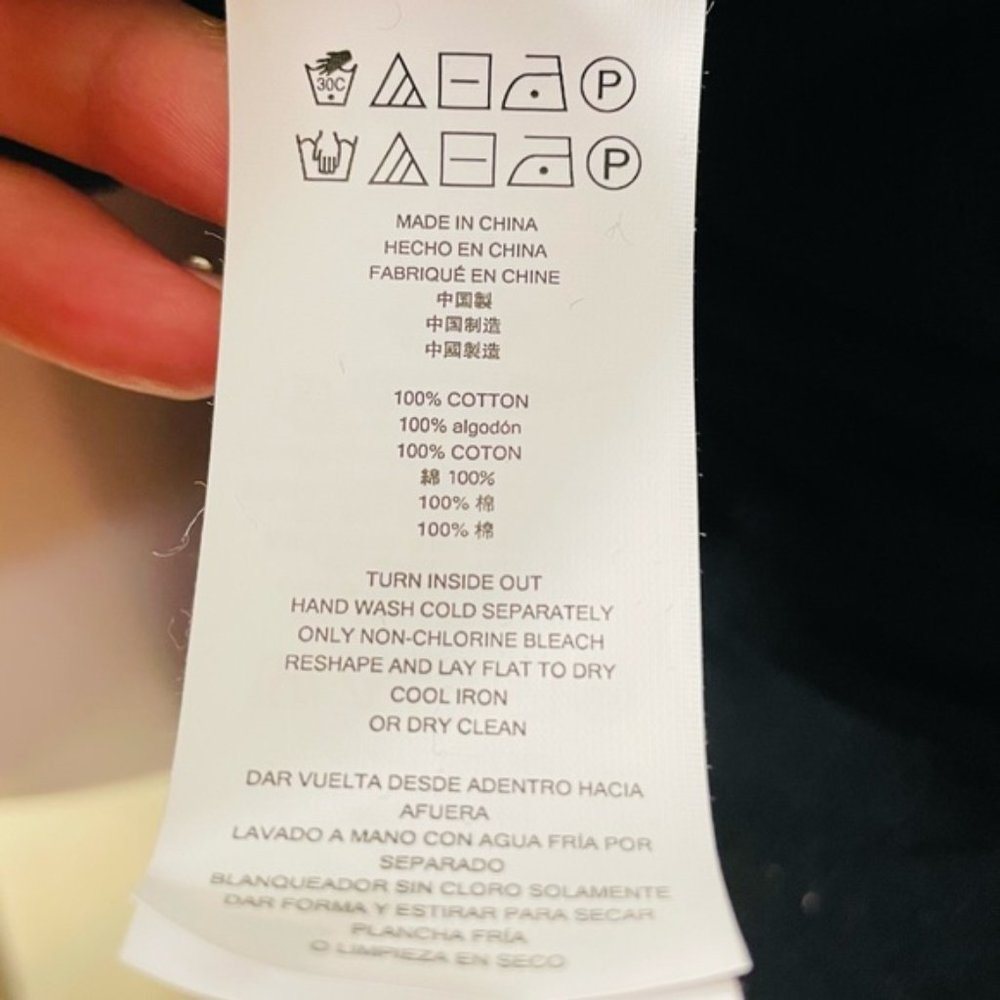 30C P
P
MADE IN CHINA
HECHO EN CHINA
FABRIQUÉ EN CHINE
中国製
中国制造
中國製造
100% COTTON
100% algodón
100% COTON
綿 100%
100% 棉
100% 棉
TURN INSIDE OUT
HAND WASH COLD SEPARATELY
ONLY NON-CHLORINE BLEACH
RESHAPE AND LAY FLAT TO DRY
COOL IRON
OR DRY CLEAN
DAR VUELTA DESDE ADENTRO HACIA
AFUERA
LAVADO A MANO CON AGUA FRÍA POR
SEPARADO
BLANQUEADOR SIN CLORO SOLAMENTE
DAR FORMA Y ESTIRAR PARA SECAR
PLANCHA FRÍA
O LIMPIEZA EN SECO